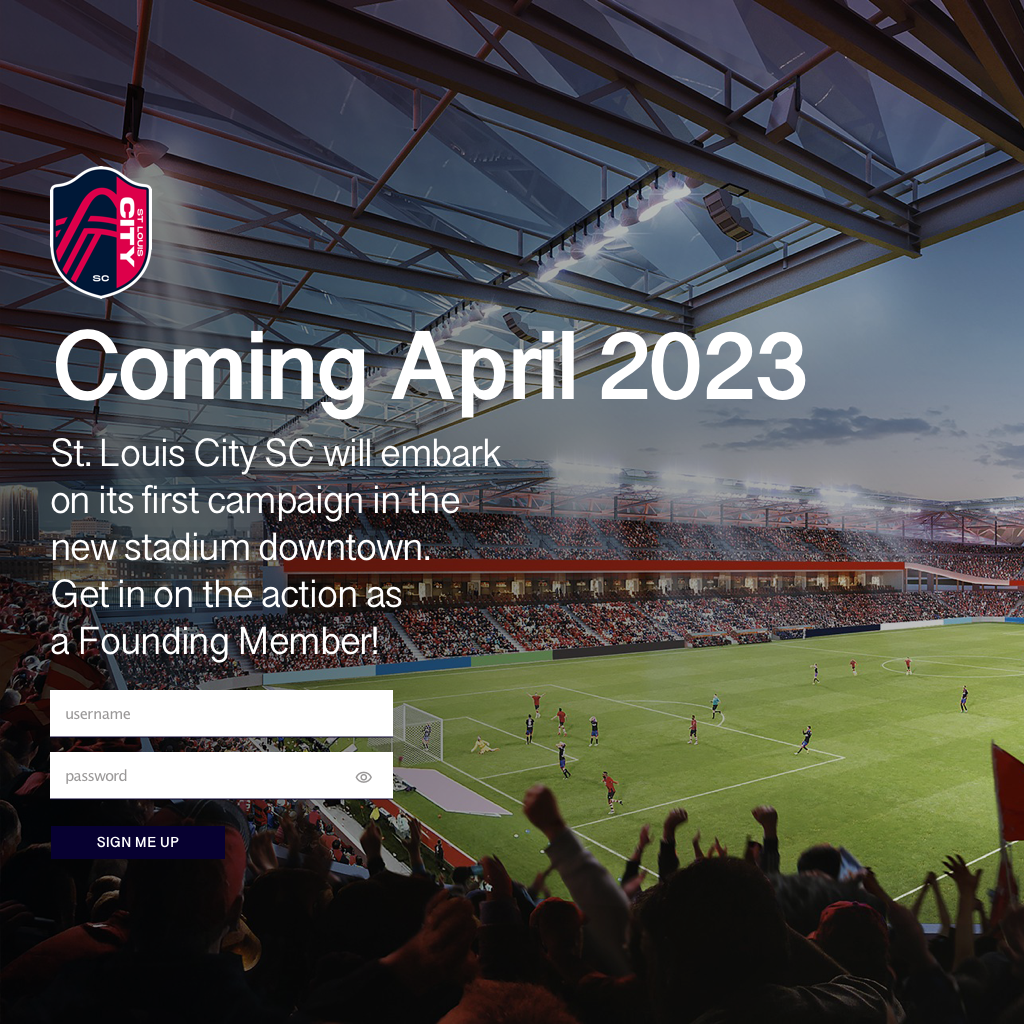 ST LOUIS
CITY
SC
Coming April 2023
St. Louis City SC will embark
on its first campaign in the
new stadium downtown.
Get in on the action as
a Founding Member!
username
password
SIGN ME UP